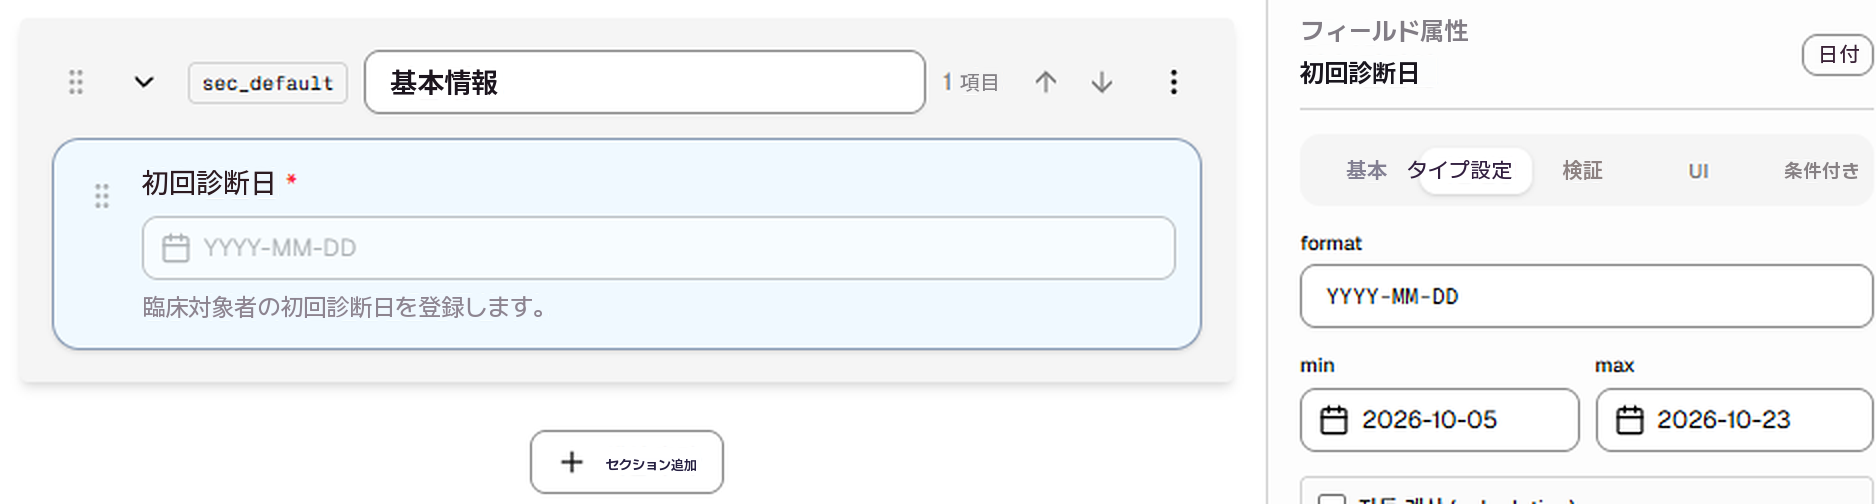 sec_default
基本情報
1 項目
初回診断日 *
YYYY-MM-DD
臨床対象者の初回診断日を登録します。
セクション追加
フィールド属性
初回診断日
日付
基本 タイプ設定 検証 UI 条件付き
format
YYYY-MM-DD
min max
2026-10-05 2026-10-23